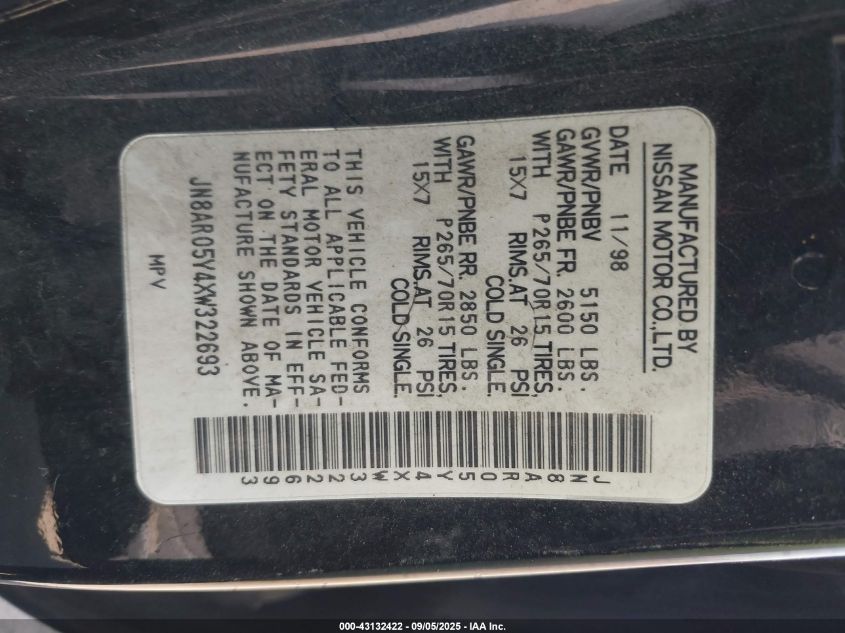 MANUFACTURED BY
NISSAN MOTOR CO.,LTD.
DATE 11/98
GVWR/PNBV 5150 LBS.
GAWR/PNBE FR. 2600 LBS.
WITH P265/70R15 TIRES,
15X7 RIMS.AT 26 PSI
COLD SINGLE.
GAWR/PNBE RR. 2850 LBS.
WITH P265/70R15 TIRES,
15X7 RIMS.AT 26 PSI
COLD SINGLE.
THIS VEHICLE CONFORMS
TO ALL APPLICABLE FED-
ERAL MOTOR VEHICLE SA-
FETY STANDARDS IN EFF-
ECT ON THE DATE OF MA-
NUFACTURE SHOWN ABOVE.
JN8AR05Y4XW322693
MPV
JN8AR05Y4XW322693
000-43132422 - 09/05/2025 - IAA Inc.